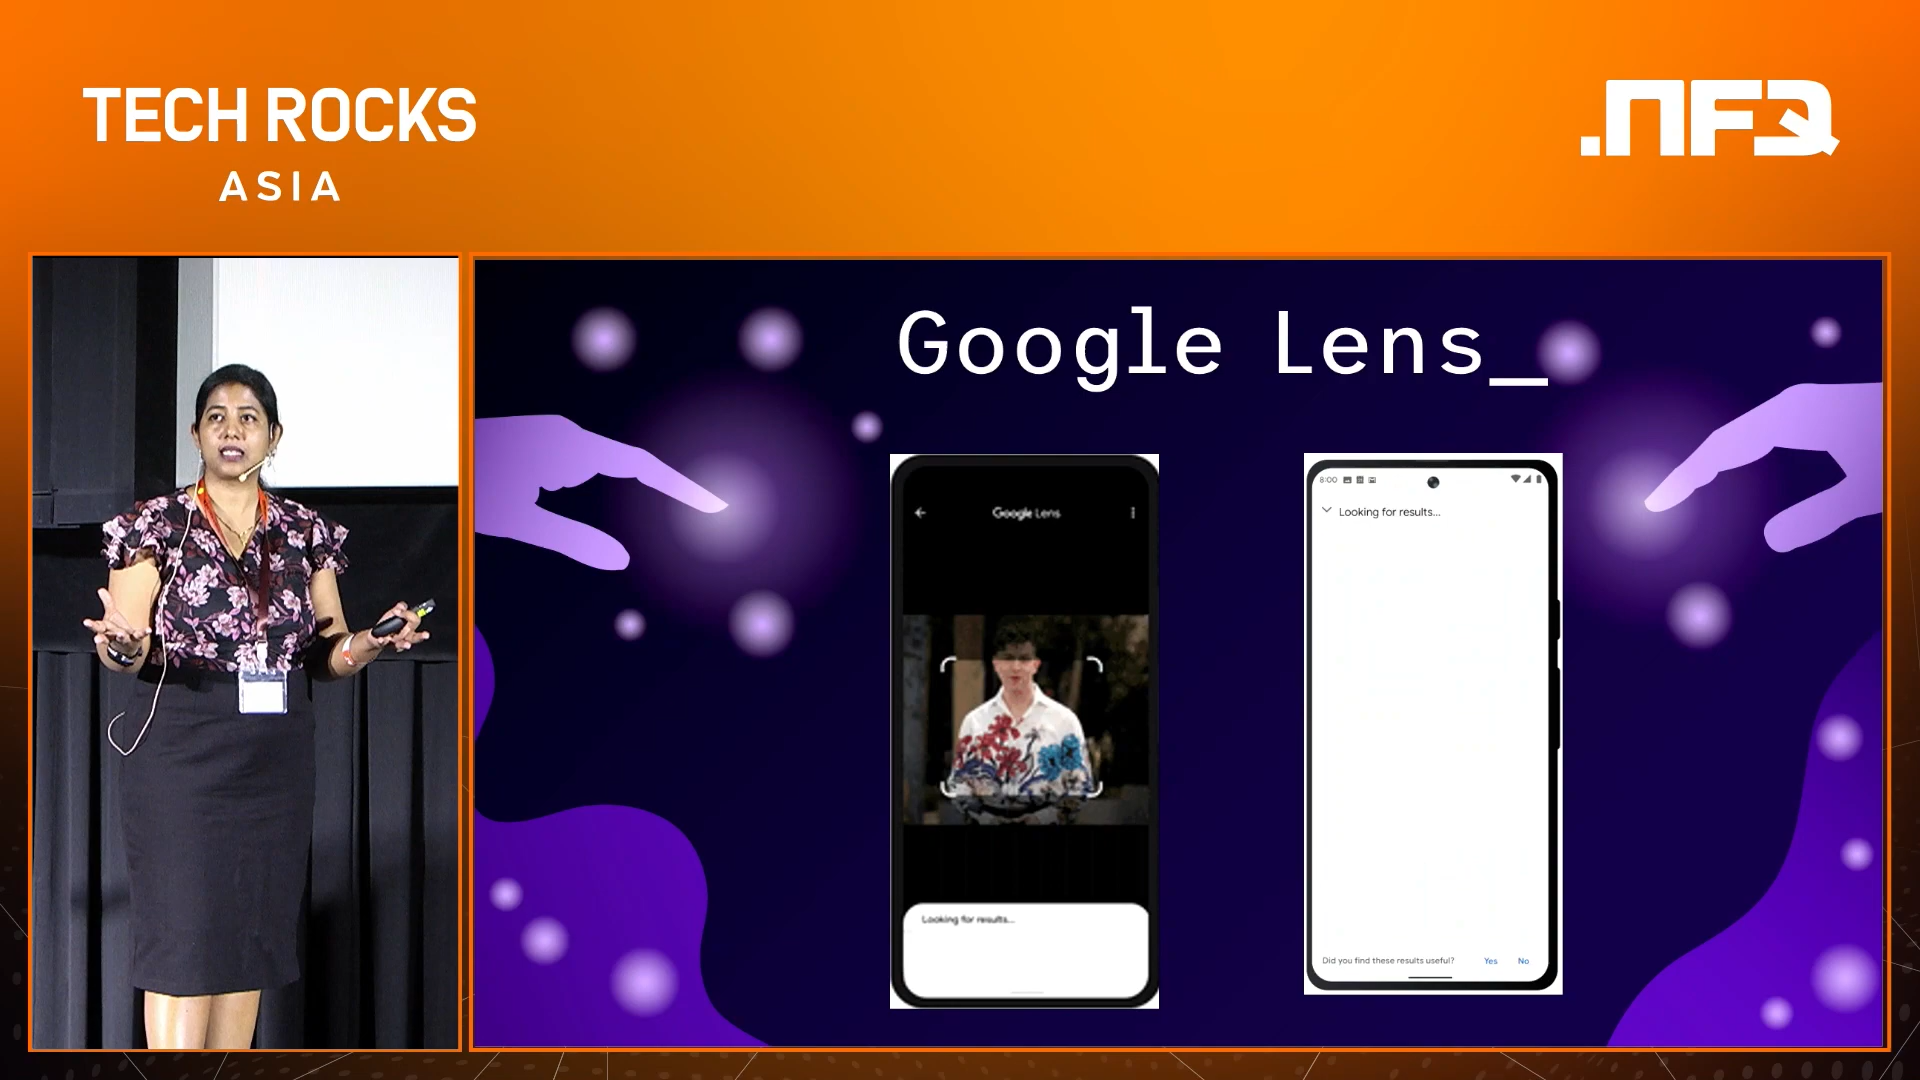 TECH ROCKS
ASIA
.NFQ
Google Lens_
Google Lens
Looking for results...
8:00
Looking for results...
Did you find these results useful? Yes No